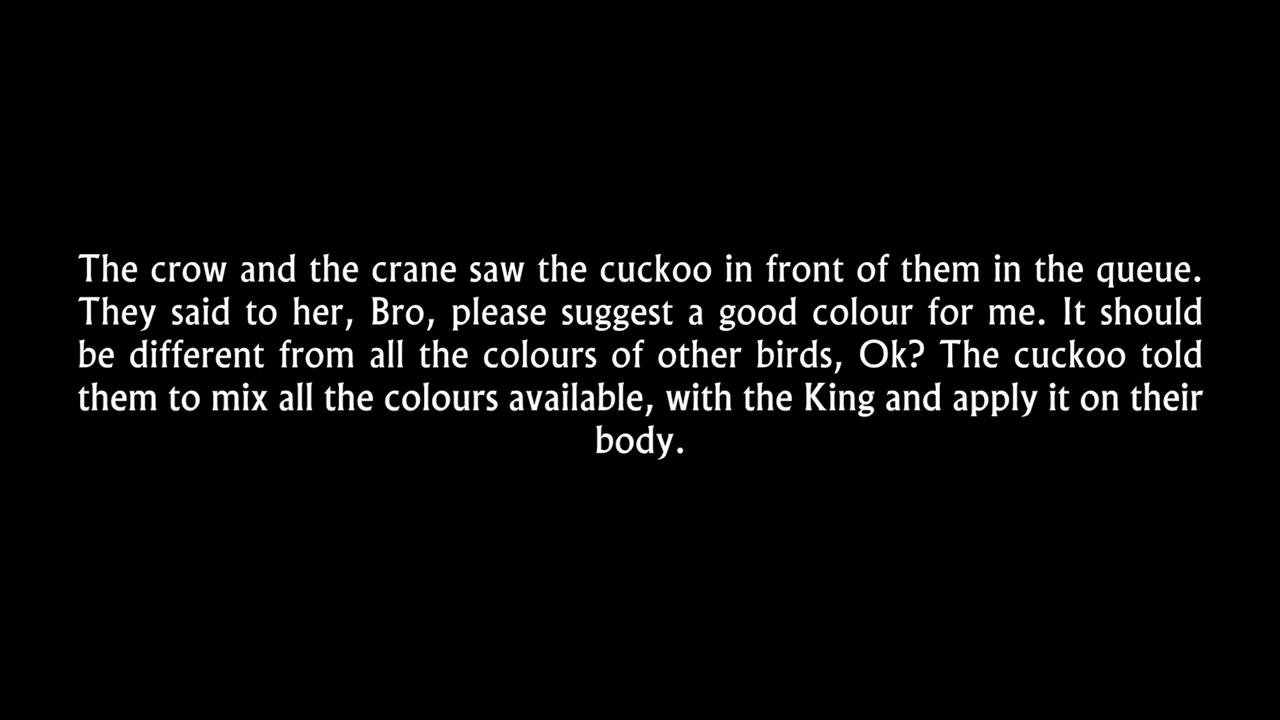 The crow and the crane saw the cuckoo in front of them in the queue.
They said to her, Bro, please suggest a good colour for me. It should
be different from all the colours of other birds, Ok? The cuckoo told
them to mix all the colours available, with the King and apply it on their
body.